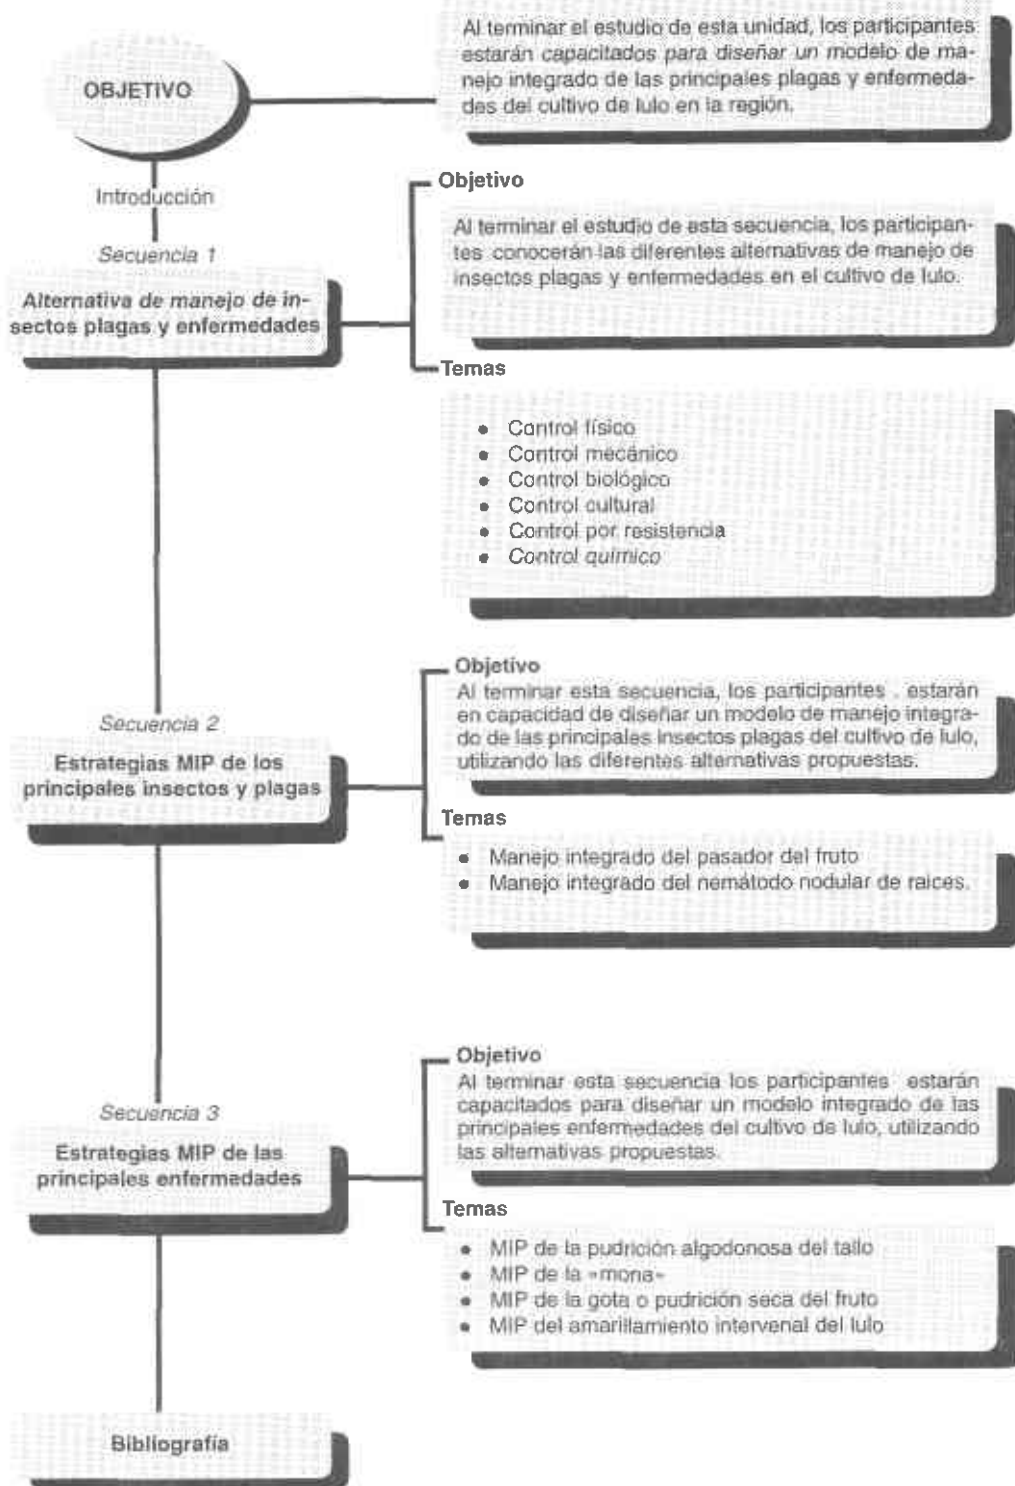 OBJETIVO
Al terminar el estudio de esta unidad, los participantes
estarán capacitados para diseñar un modelo de ma-
nejo integrado de las principales plagas y enfermeda-
des del cultivo de lulo en la región.
Introducción
Secuencia 1
Alternativa de manejo de in-
sectos plagas y enfermedades
Objetivo
Al terminar el estudio de esta secuencia, los participan-
tes conocerán las diferentes alternativas de manejo de
insectos plagas y enfermedades en el cultivo de lulo.
Temas
• Control físico
• Control mecánico
• Control biológico
• Control cultural
• Control por resistencia
• Control químico
Secuencia 2
Estrategias MIP de los
principales insectos y plagas
Objetivo
Al terminar esta secuencia, los participantes . estarán
en capacidad de diseñar un modelo de manejo integra-
do de las principales insectos plagas del cultivo de lulo,
utilizando las diferentes alternativas propuestas.
Temas
• Manejo integrado del pasador del fruto
• Manejo integrado del nemátodo nodular de raíces.
Secuencia 3
Estrategias MIP de las
principales enfermedades
Objetivo
Al terminar esta secuencia los participantes estarán
capacitados para diseñar un modelo integrado de las
principales enfermedades del cultivo de lulo, utilizando
las alternativas propuestas.
Temas
• MIP de la pudrición algodonosa del tallo
• MIP de la «mona»
• MIP de la gota o pudrición seca del fruto
• MIP del amarillamiento intervenal del lulo
Bibliografía